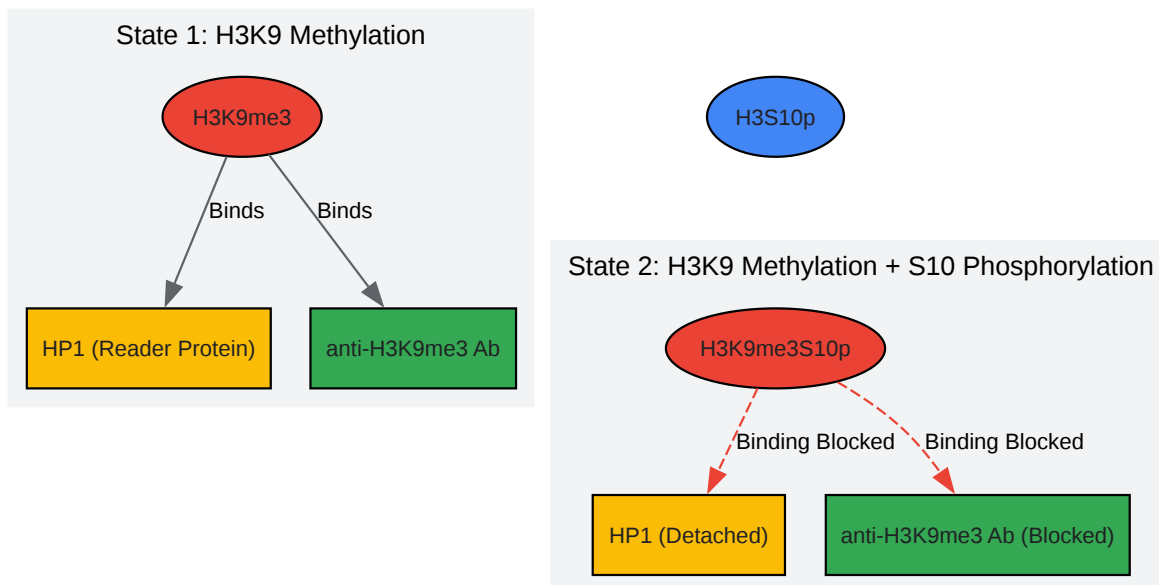 State 1: H3K9 Methylation
H3K9me3
H3S10p
Binds
Binds
HP1 (Reader Protein)
anti-H3K9me3 Ab
State 2: H3K9 Methylation + S10 Phosphorylation
H3K9me3S10p
Binding Blocked
Binding Blocked
HP1 (Detached)
anti-H3K9me3 Ab (Blocked)